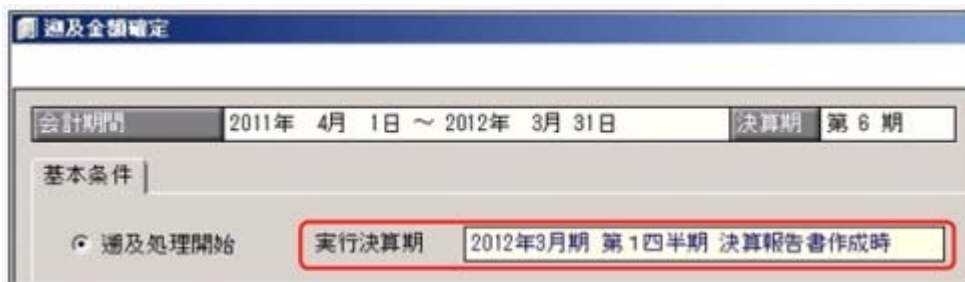 遡及金額確定
会計期間 2011年 4月 1日 ～ 2012年 3月 31日 決算期 第 6 期
基本条件
遡及処理開始 実行決算期 2012年3月期 第1四半期 決算報告書作成時